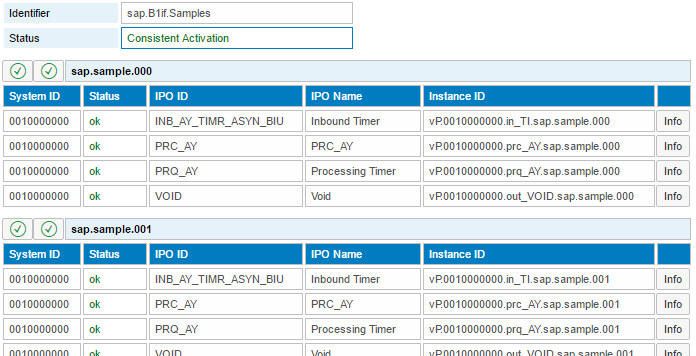 Identifier sap.B1if.Samples
Status Consistent Activation
sap.sample.000
System ID Status IPO ID IPO Name Instance ID
0010000000 ok INB_AY_TIMR_ASYN_BIU Inbound Timer vP.0010000000.in_TI.sap.sample.000 Info
0010000000 ok PRC_AY PRC_AY vP.0010000000.prc_AY.sap.sample.000 Info
0010000000 ok PRQ_AY Processing Timer vP.0010000000.prq_AY.sap.sample.000 Info
0010000000 ok VOID Void vP.0010000000.out_VOID.sap.sample.000 Info
sap.sample.001
System ID Status IPO ID IPO Name Instance ID
0010000000 ok INB_AY_TIMR_ASYN_BIU Inbound Timer vP.0010000000.in_TI.sap.sample.001 Info
0010000000 ok PRC_AY PRC_AY vP.0010000000.prc_AY.sap.sample.001 Info
0010000000 ok PRQ_AY Processing Timer vP.0010000000.prq_AY.sap.sample.001 Info
0010000000 ok VOID Void vP.0010000000.out_VOID.sap.sample.001 Info